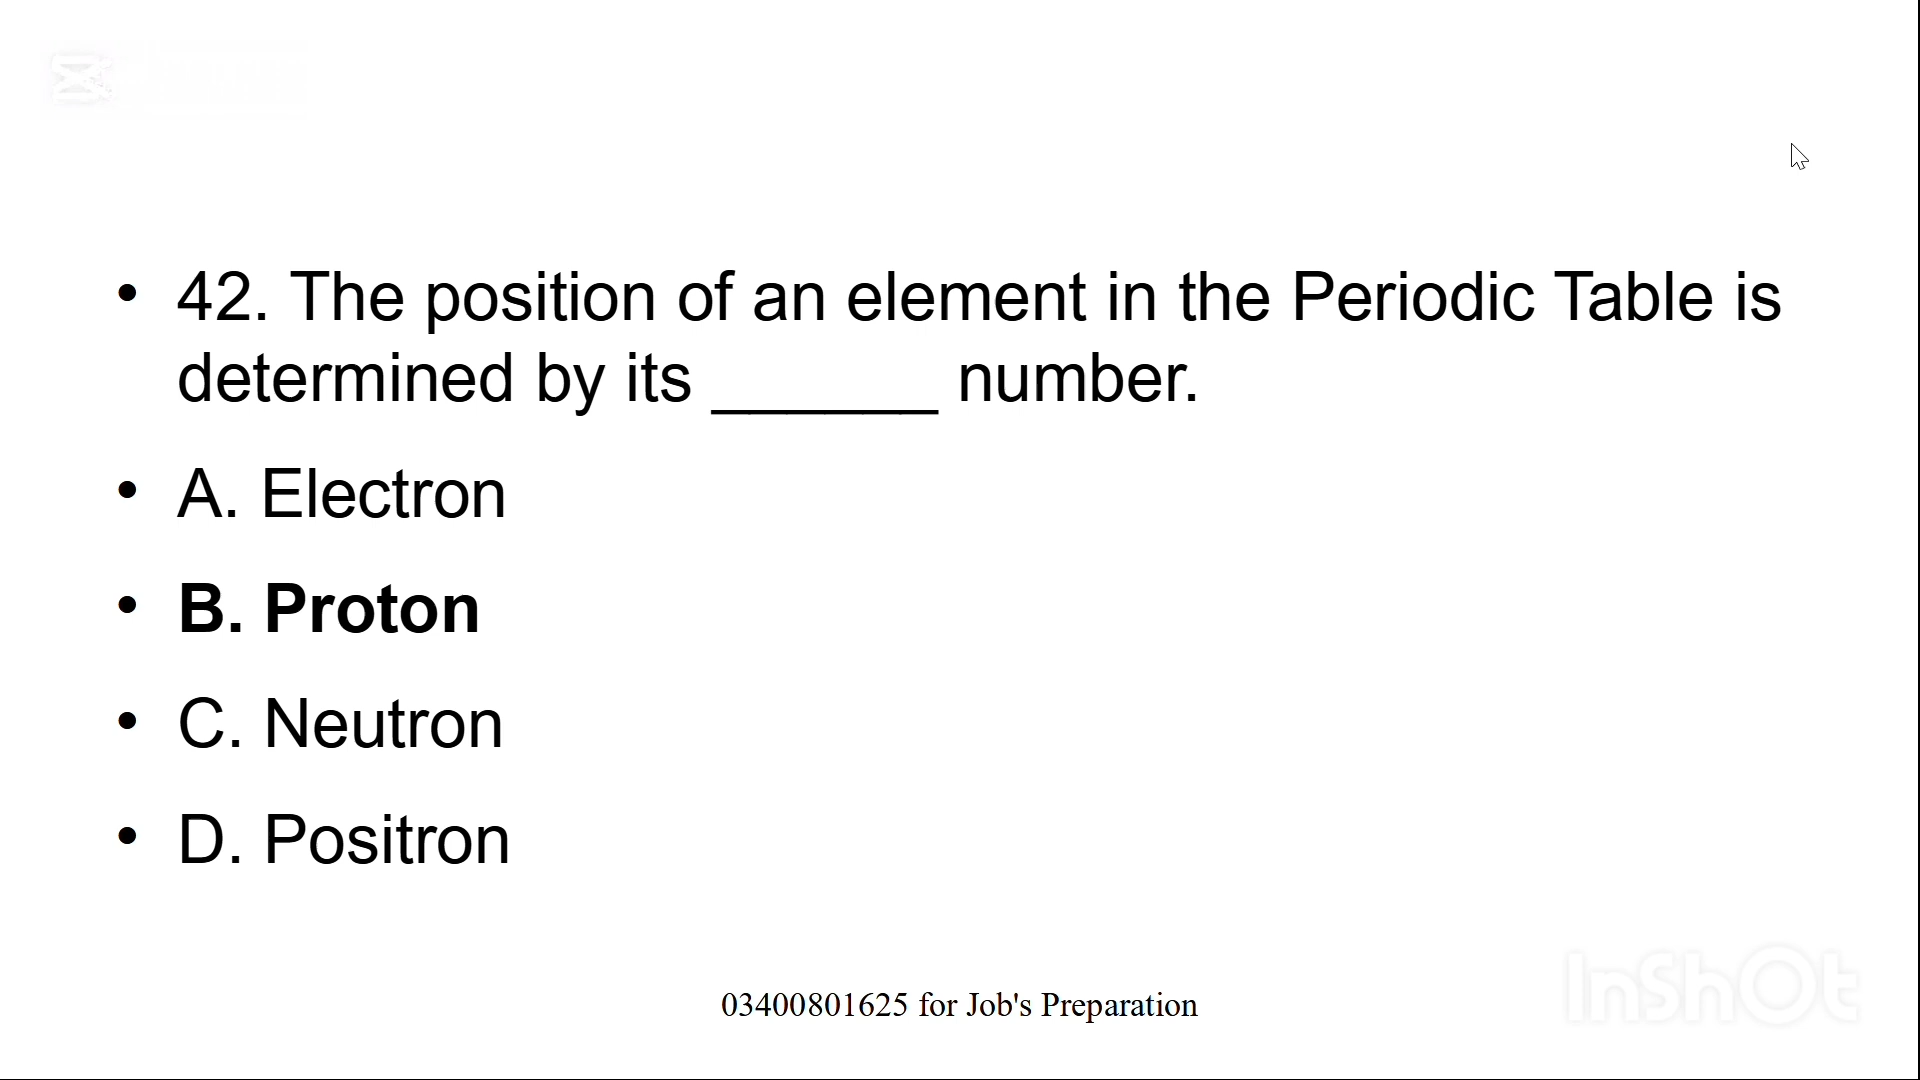 • 42. The position of an element in the Periodic Table is
determined by its ______ number.
• A. Electron
• B. Proton
• C. Neutron
• D. Positron
03400801625 for Job's Preparation
InShOt